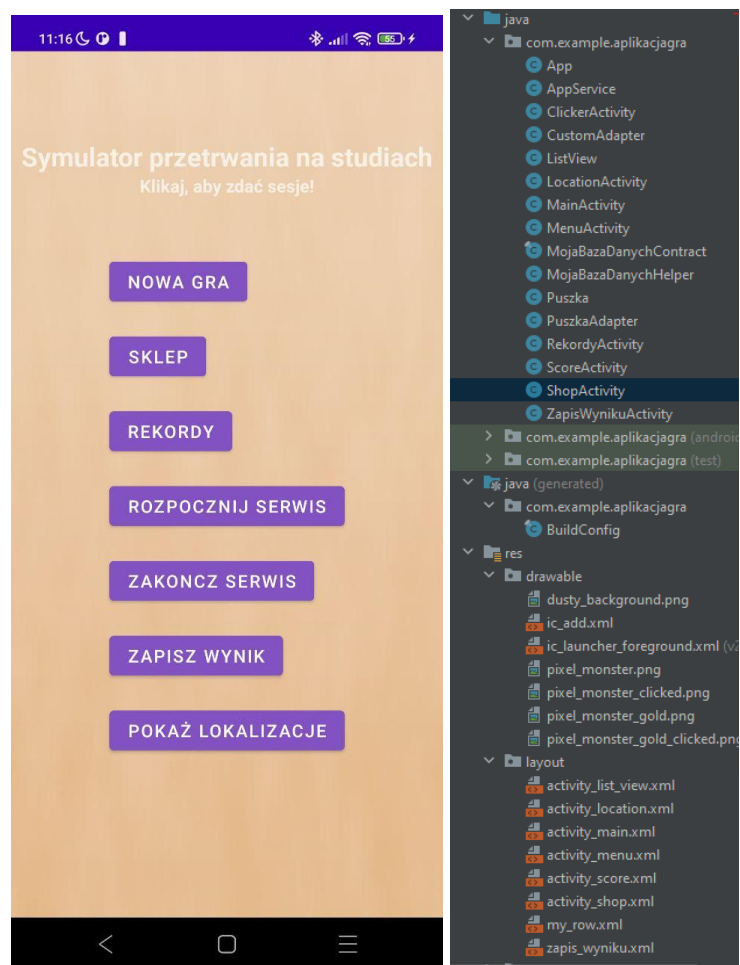 11:16
55
Symulator przetrwania na studiach
Klikaj, aby zdać sesje!
NOWA GRA
SKLEP
REKORDY
ROZPOCZNIJ SERWIS
ZAKONCZ SERWIS
ZAPISZ WYNIK
POKAŻ LOKALIZACJE
java
com.example.aplikacjagra
App
AppService
ClickerActivity
CustomAdapter
ListView
LocationActivity
MainActivity
MenuActivity
MojaBazaDanychContract
MojaBazaDanychHelper
Puszka
PuszkaAdapter
RekordyActivity
ScoreActivity
ShopActivity
ZapisWynikuActivity
com.example.aplikacjagra (android
com.example.aplikacjagra (test)
java (generated)
com.example.aplikacjagra
BuildConfig
res
drawable
dusty_background.png
ic_add.xml
ic_launcher_foreground.xml (v2
pixel_monster.png
pixel_monster_clicked.png
pixel_monster_gold.png
pixel_monster_gold_clicked.png
layout
activity_list_view.xml
activity_location.xml
activity_main.xml
activity_menu.xml
activity_score.xml
activity_shop.xml
my_row.xml
zapis_wyniku.xml